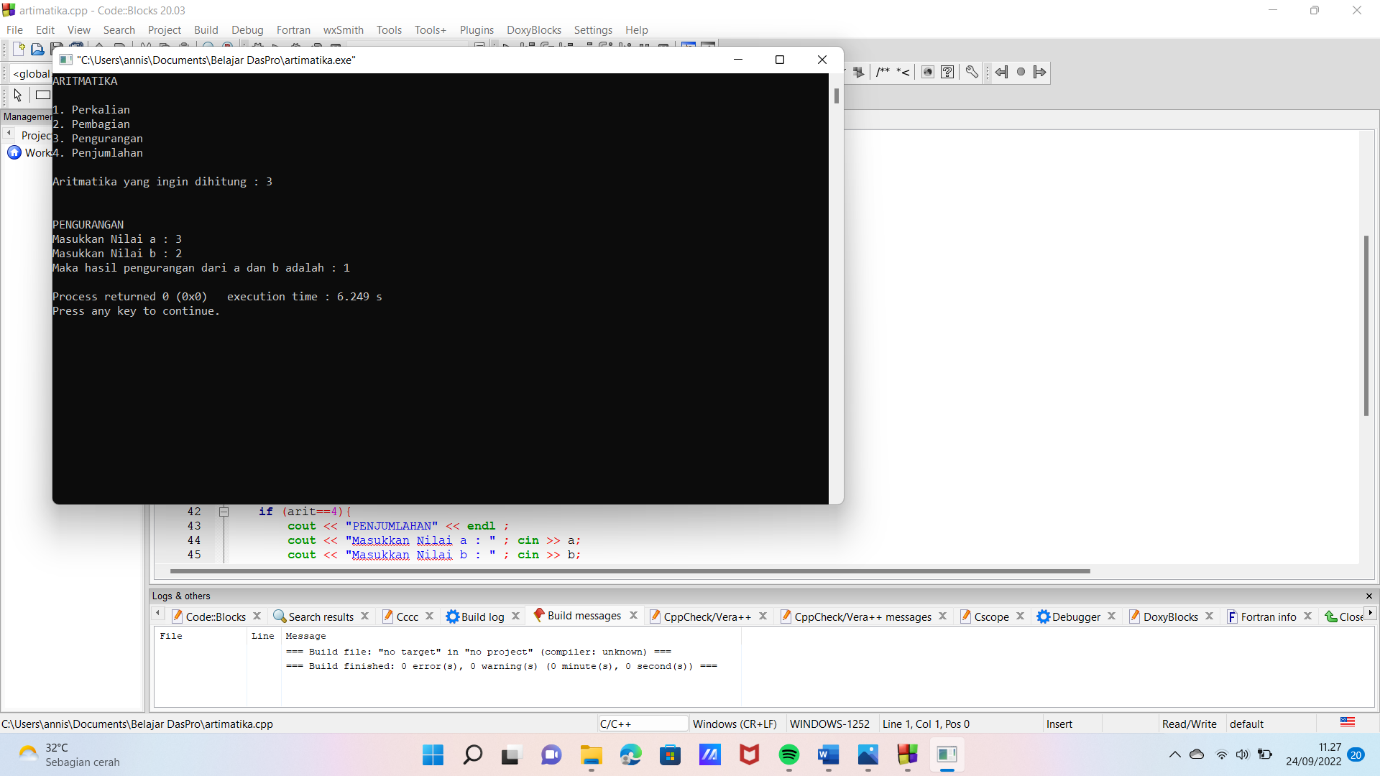 artimatika.cpp - Code::Blocks 20.03
File Edit View Search Project Build Debug Fortran wxSmith Tools Tools+ Plugins DoxyBlocks Settings Help
"C:\Users\annis\Documents\Belajar DasPro\artimatika.exe"
<global
/** *<
Managemen
Projec
Work
ARITMATIKA
1. Perkalian
2. Pembagian
3. Pengurangan
4. Penjumlahan
Aritmatika yang ingin dihitung : 3
PENGURANGAN
Masukkan Nilai a : 3
Masukkan Nilai b : 2
Maka hasil pengurangan dari a dan b adalah : 1
Process returned 0 (0x0)   execution time : 6.249 s
Press any key to continue.
42 if (arit==4){
43 cout << "PENJUMLAHAN" << endl ;
44 cout << "Masukkan Nilai a : " ; cin >> a;
45 cout << "Masukkan Nilai b : " ; cin >> b;
Logs & others
Code::Blocks Search results Cccc Build log Build messages CppCheck/Vera++ CppCheck/Vera++ messages Cscope Debugger DoxyBlocks Fortran info Close
File Line Message
=== Build file: "no target" in "no project" (compiler: unknown) ===
=== Build finished: 0 error(s), 0 warning(s) (0 minute(s), 0 second(s)) ===
C:\Users\annis\Documents\Belajar DasPro\artimatika.cpp C/C++ Windows (CR+LF) WINDOWS-1252 Line 1, Col 1, Pos 0 Insert Read/Write default
32°C
Sebagian cerah
11.27
24/09/2022
20